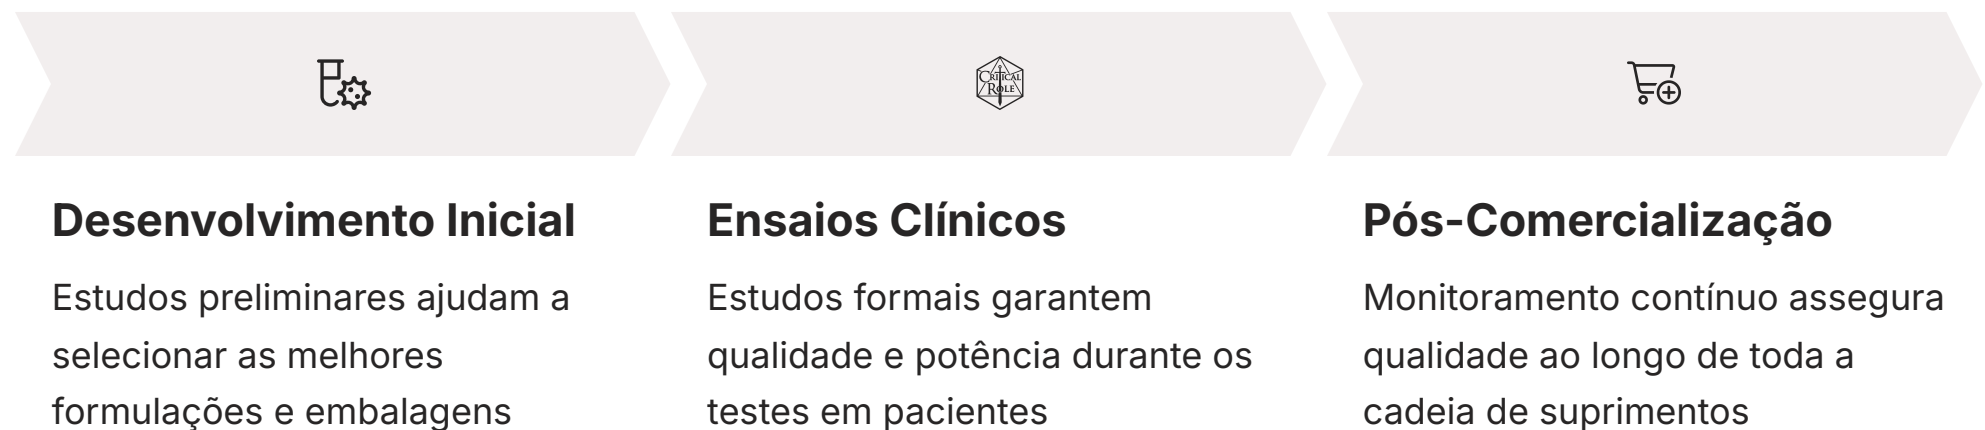 CRITICAL
ROLE
Desenvolvimento Inicial
Estudos preliminares ajudam a
selecionar as melhores
formulações e embalagens
Ensaios Clínicos
Estudos formais garantem
qualidade e potência durante os
testes em pacientes
Pós-Comercialização
Monitoramento contínuo assegura
qualidade ao longo de toda a
cadeia de suprimentos